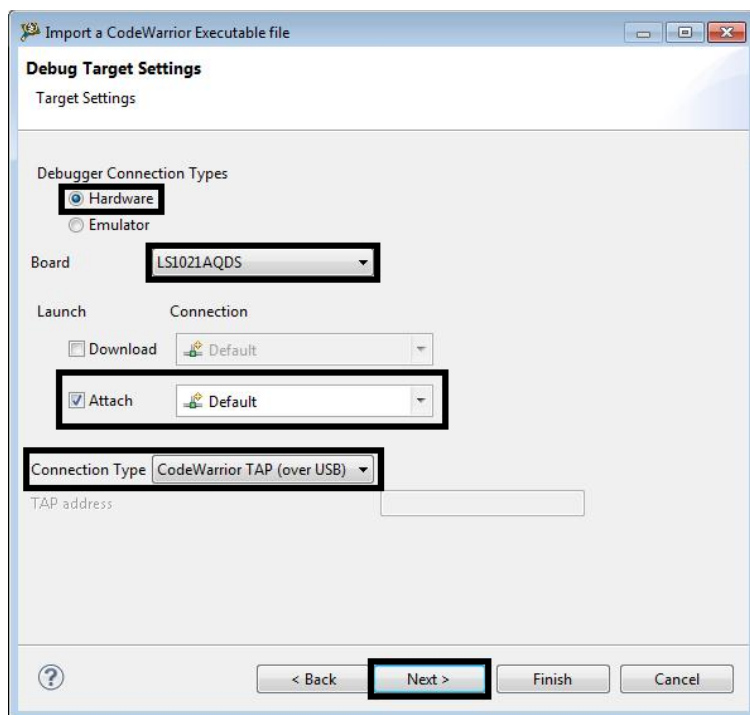 Import a CodeWarrior Executable file
Debug Target Settings
Target Settings
Debugger Connection Types
Hardware
Emulator
Board LS1021AQDS
Launch Connection
Download Default
Attach Default
Connection Type CodeWarrior TAP (over USB)
TAP address
? < Back Next > Finish Cancel